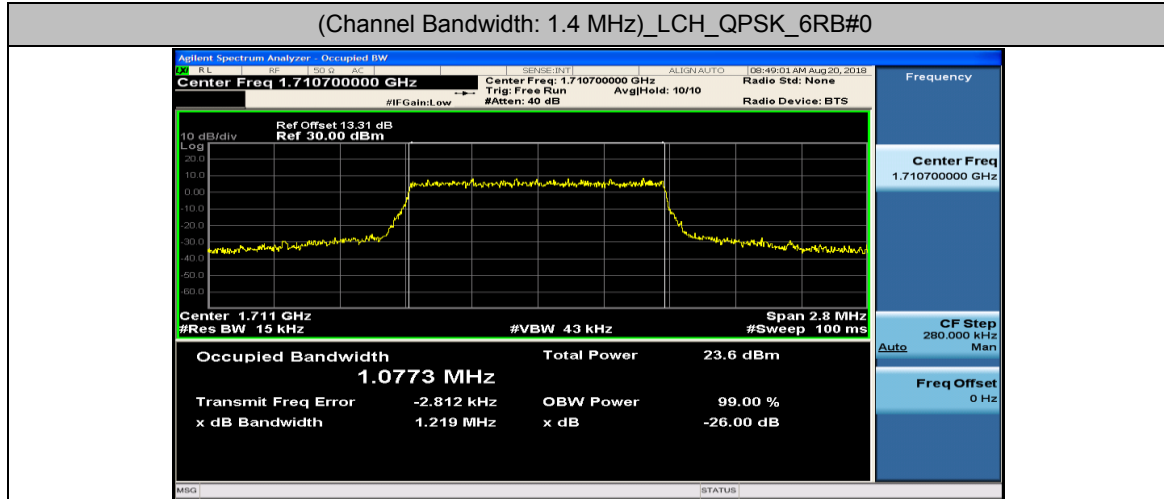 (Channel Bandwidth: 1.4 MHz)_LCH_QPSK_6RB#0
Agilent Spectrum Analyzer - Occupied BW
LXI RL RF 50 Ω AC SENSE:INT ALIGN AUTO 08:49:01 AM Aug 20, 2018
Center Freq 1.710700000 GHz
Center Freq: 1.710700000 GHz
Radio Std: None
Trig: Free Run Avg|Hold: 10/10
#IFGain:Low #Atten: 40 dB Radio Device: BTS
Ref Offset 13.31 dB
10 dB/div Ref 30.00 dBm
Log
20.0
10.0
0.00
-10.0
-20.0
-30.0
-40.0
-50.0
-60.0
Center 1.711 GHz Span 2.8 MHz
#Res BW 15 kHz #VBW 43 kHz #Sweep 100 ms
Occupied Bandwidth Total Power 23.6 dBm
1.0773 MHz
Transmit Freq Error -2.812 kHz OBW Power 99.00 %
x dB Bandwidth 1.219 MHz x dB -26.00 dB
MSG STATUS
Frequency
Center Freq
1.710700000 GHz
CF Step
280.000 kHz
Auto Man
Freq Offset
0 Hz